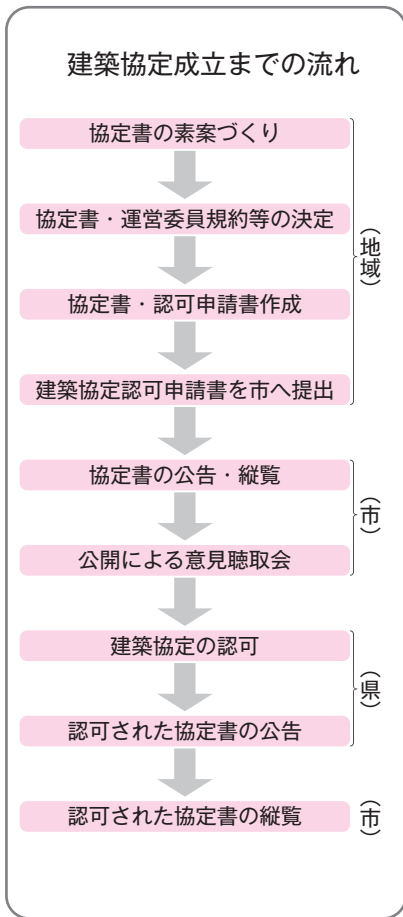 建築協定成立までの流れ
協定書の素案づくり
協定書・運営委員規約等の決定
協定書・認可申請書作成
建築協定認可申請書を市へ提出
（地域）
協定書の公告・縦覧
公開による意見聴取会
（市）
建築協定の認可
認可された協定書の公告
（県）
認可された協定書の縦覧
（市）